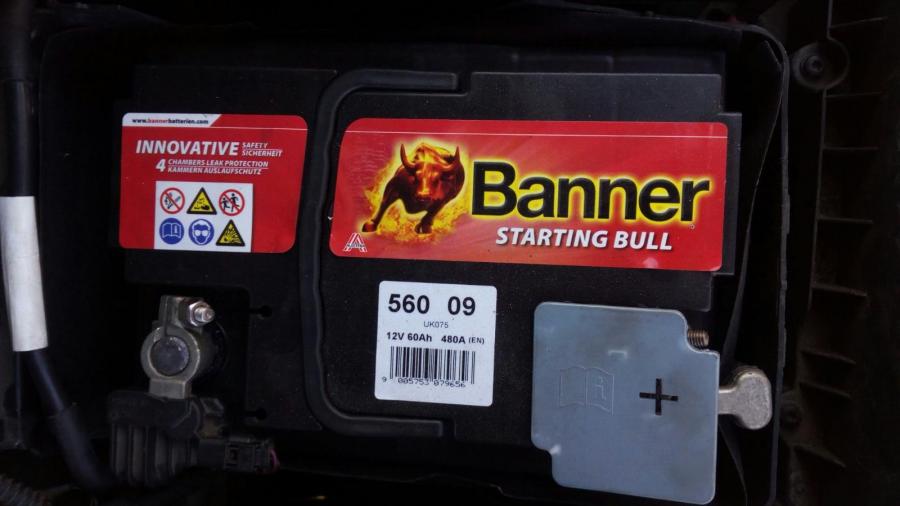 www.bannerbatterien.com
INNOVATIVE SAFETY
SICHERHEIT
4 CHAMBERS LEAK PROTECTION
KAMMERN AUSLAUFSCHUTZ
Banner
STARTING BULL
560 09
UK075
12V 60Ah 480A (EN)
9 005753 079656
+